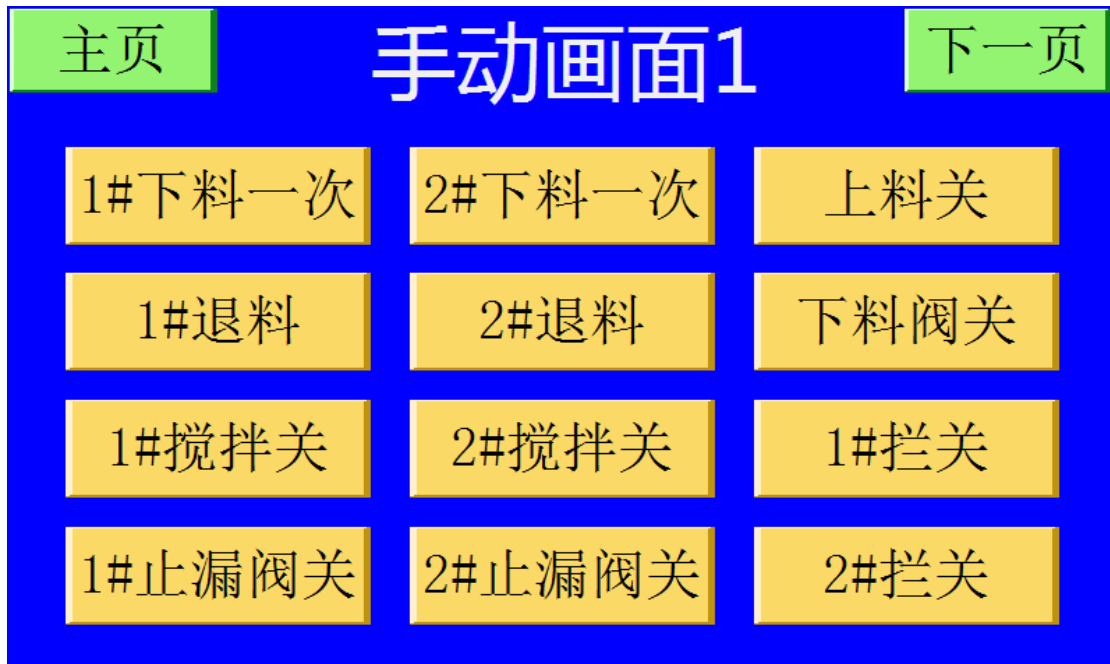 主页
手动画面1
下一页
1#下料一次
2#下料一次
上料关
1#退料
2#退料
下料阀关
1#搅拌关
2#搅拌关
1#拦关
1#止漏阀关
2#止漏阀关
2#拦关